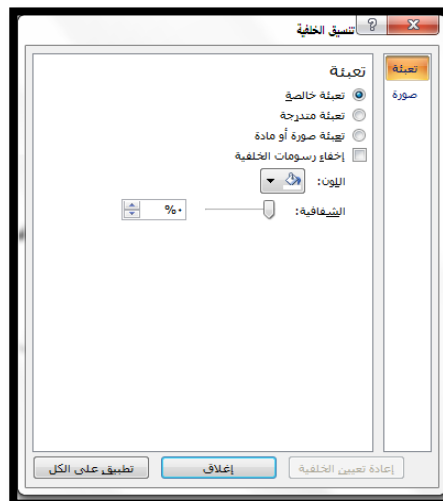 تنسيق الخلفية
تعبئة
صورة
تعبئة
تعبئة خالصة
تعبئة متدرجة
تعبئة صورة أو مادة
إخفاء رسومات الخلفية
اللون:
الشفافية: ٠%
إعادة تعيين الخلفية إغلاق تطبيق على الكل